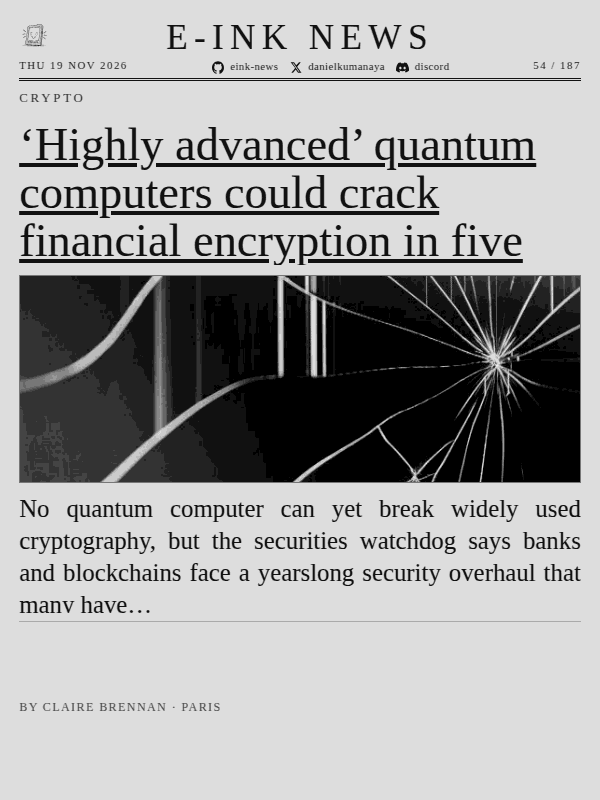 E-INK NEWS
THU 19 NOV 2026
eink-news danielkumanaya discord
54 / 187
CRYPTO
‘Highly advanced’ quantum
computers could crack
financial encryption in five
No quantum computer can yet break widely used
cryptography, but the securities watchdog says banks
and blockchains face a yearslong security overhaul that
many have…
BY CLAIRE BRENNAN · PARIS